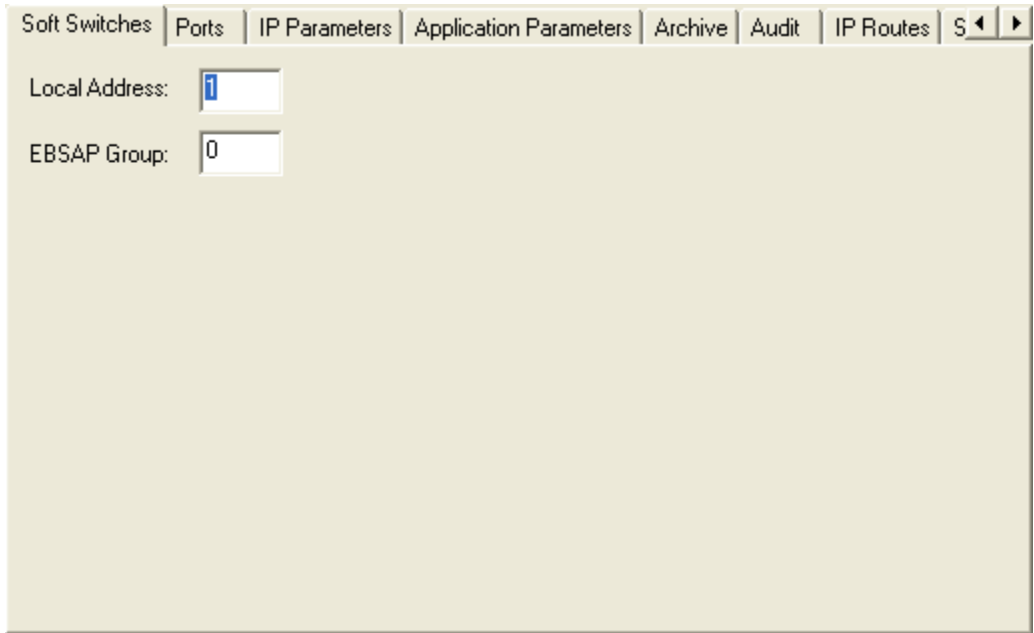 Soft Switches Ports IP Parameters Application Parameters Archive Audit IP Routes S
Local Address: 1
EBSAP Group: 0